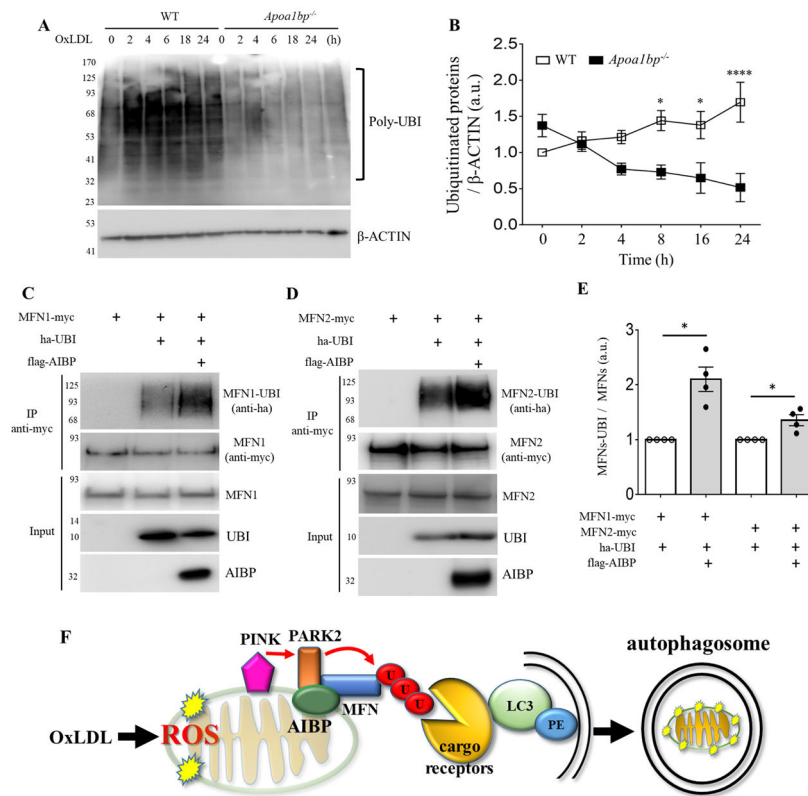 A
WT Apoa1bp-/-
OxLDL 0 2 4 6 18 24 0 2 4 6 18 24 (h)
170
125
93
68
53
41
32
23
Poly-UBI
53
41
β-ACTIN
B
WT Apoa1bp-/-
Ubiquitinated proteins
/ β-ACTIN (a.u.)
2.5
2.0
1.5
1.0
0.5
0.0
* * ****
0 2 4 8 16 24
Time (h)
C
MFN1-myc + + +
ha-UBI + +
flag-AIBP +
IP
anti-myc
125
93
68
MFN1-UBI
(anti-ha)
93
MFN1
(anti-myc)
Input
93
MFN1
14
10
UBI
32
AIBP
D
MFN2-myc + + +
ha-UBI + +
flag-AIBP +
IP
anti-myc
125
93
68
MFN2-UBI
(anti-ha)
93
MFN2
(anti-myc)
Input
93
MFN2
10
UBI
32
AIBP
E
MFNs-UBI / MFNs (a.u.)
3
2
1
0
* *
MFN1-myc + +
MFN2-myc + +
ha-UBI + + + +
flag-AIBP + +
F
OxLDL
ROS
PINK
PARK2
AIBP
MFN
U
U
U
cargo
receptors
LC3
PE
autophagosome